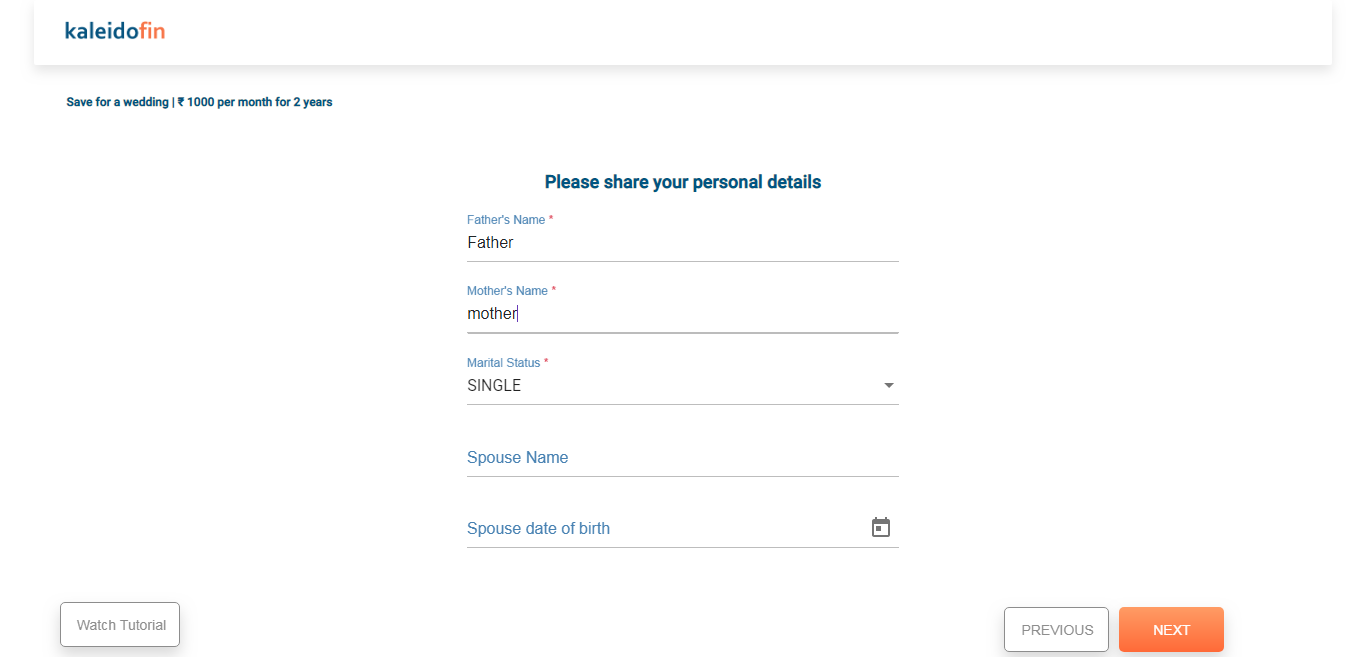 kaleidofin
Save for a wedding | ₹ 1000 per month for 2 years
Please share your personal details
Father's Name *
Father
Mother's Name *
mother
Marital Status *
SINGLE
Spouse Name
Spouse date of birth
Watch Tutorial
PREVIOUS
NEXT